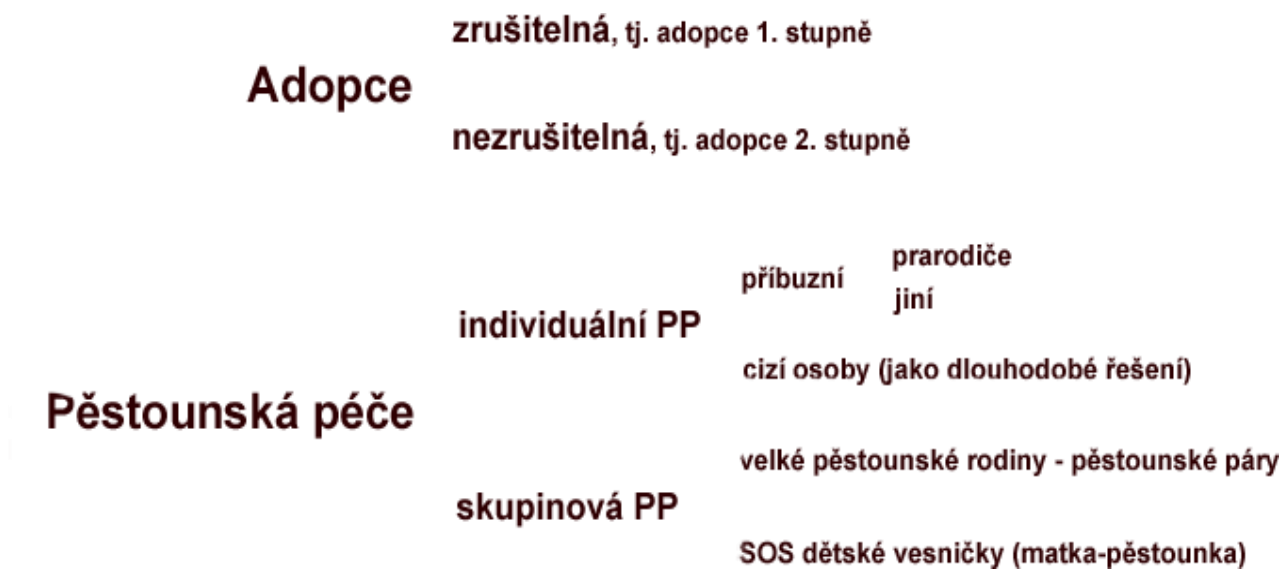 zrušitelná, tj. adopce 1. stupně
Adopce
nezrušitelná, tj. adopce 2. stupně
prarodiče
příbuzní
jiní
individuální PP
cizí osoby (jako dlouhodobé řešení)
Pěstounská péče
velké pěstounské rodiny - pěstounské páry
skupinová PP
SOS dětské vesničky (matka-pěstounka)